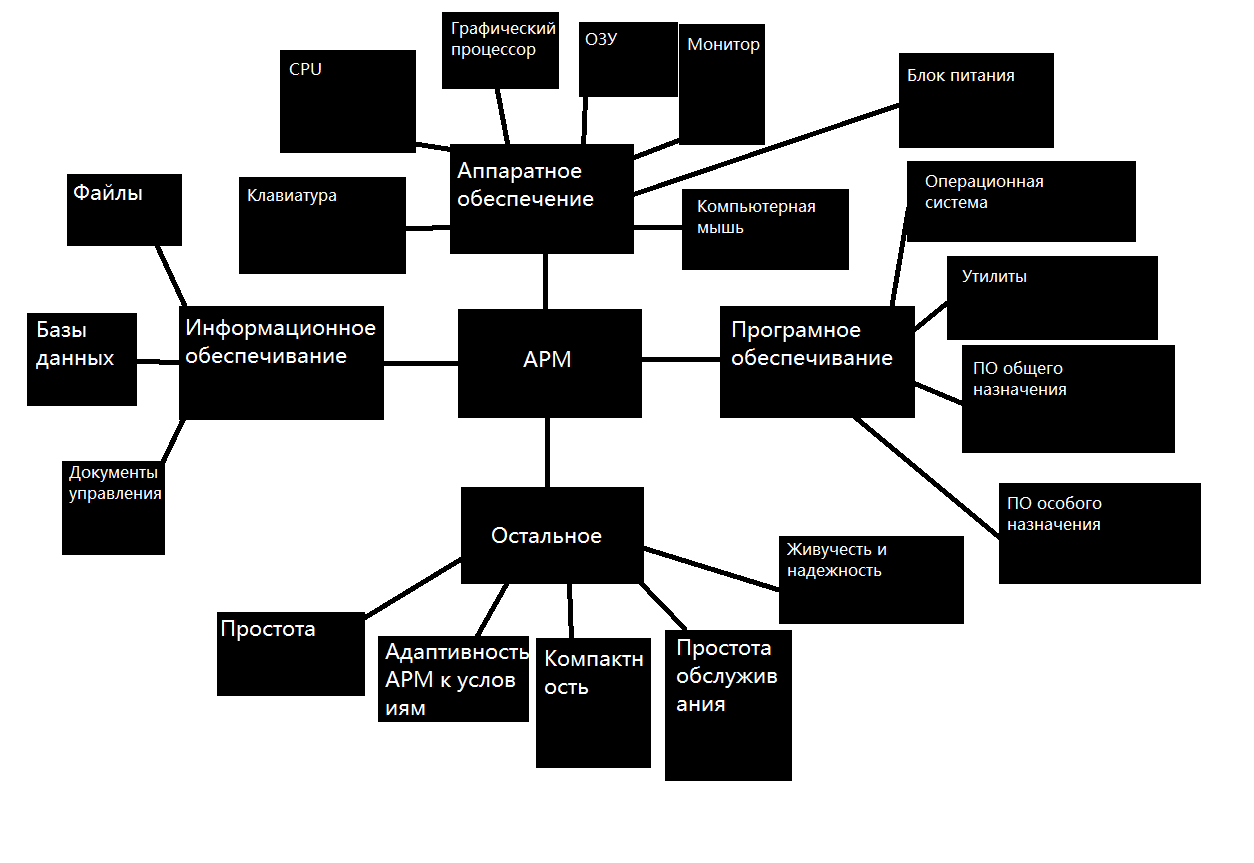 Графический
процессор
ОЗУ
Монитор
CPU
Блок питания
Аппаратное
обеспечение
Операционная
система
Файлы
Клавиатура
Компьютерная
мышь
Утилиты
Базы
данных
Информационное
обеспечивание
АРМ
Програмное
обеспечивание
ПО общего
назначения
Документы
управления
Остальное
ПО особого
назначения
Живучесть и
надежность
Простота
Адаптивность
АРМ к услов
иям
Компактн
ость
Простота
обслужив
ания